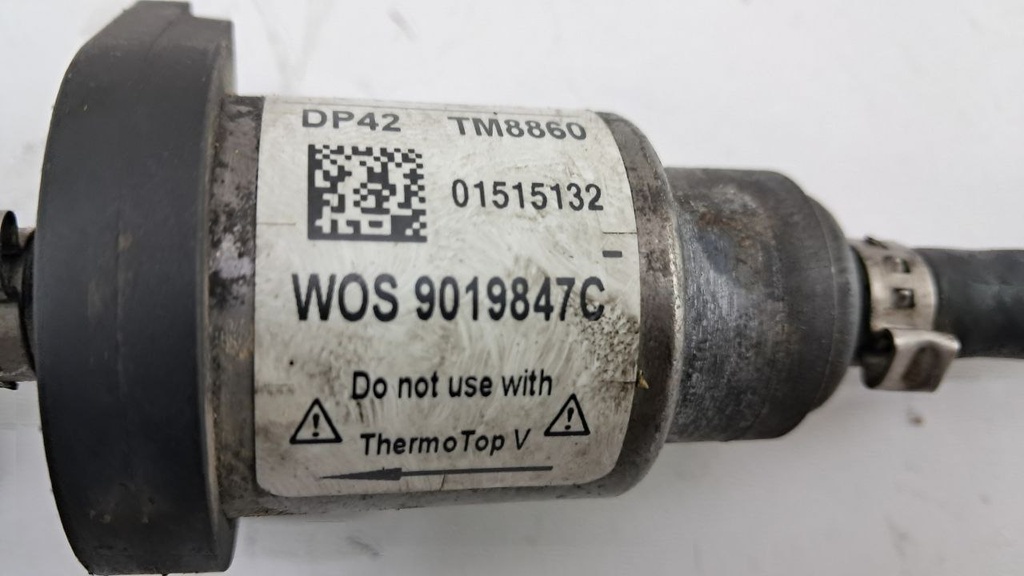 DP42 TM8860
01515132
-
WOS 9019847C
Do not use with
ThermoTop V